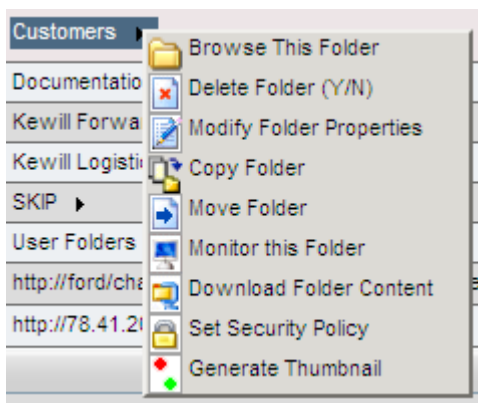 Customers
Browse This Folder
Documentatio
Delete Folder (Y/N)
Kewill Forwa
Modify Folder Properties
Kewill Logisti
Copy Folder
SKIP
Move Folder
User Folders
Monitor this Folder
http://ford/cha
Download Folder Content
http://78.41.2
Set Security Policy
Generate Thumbnail